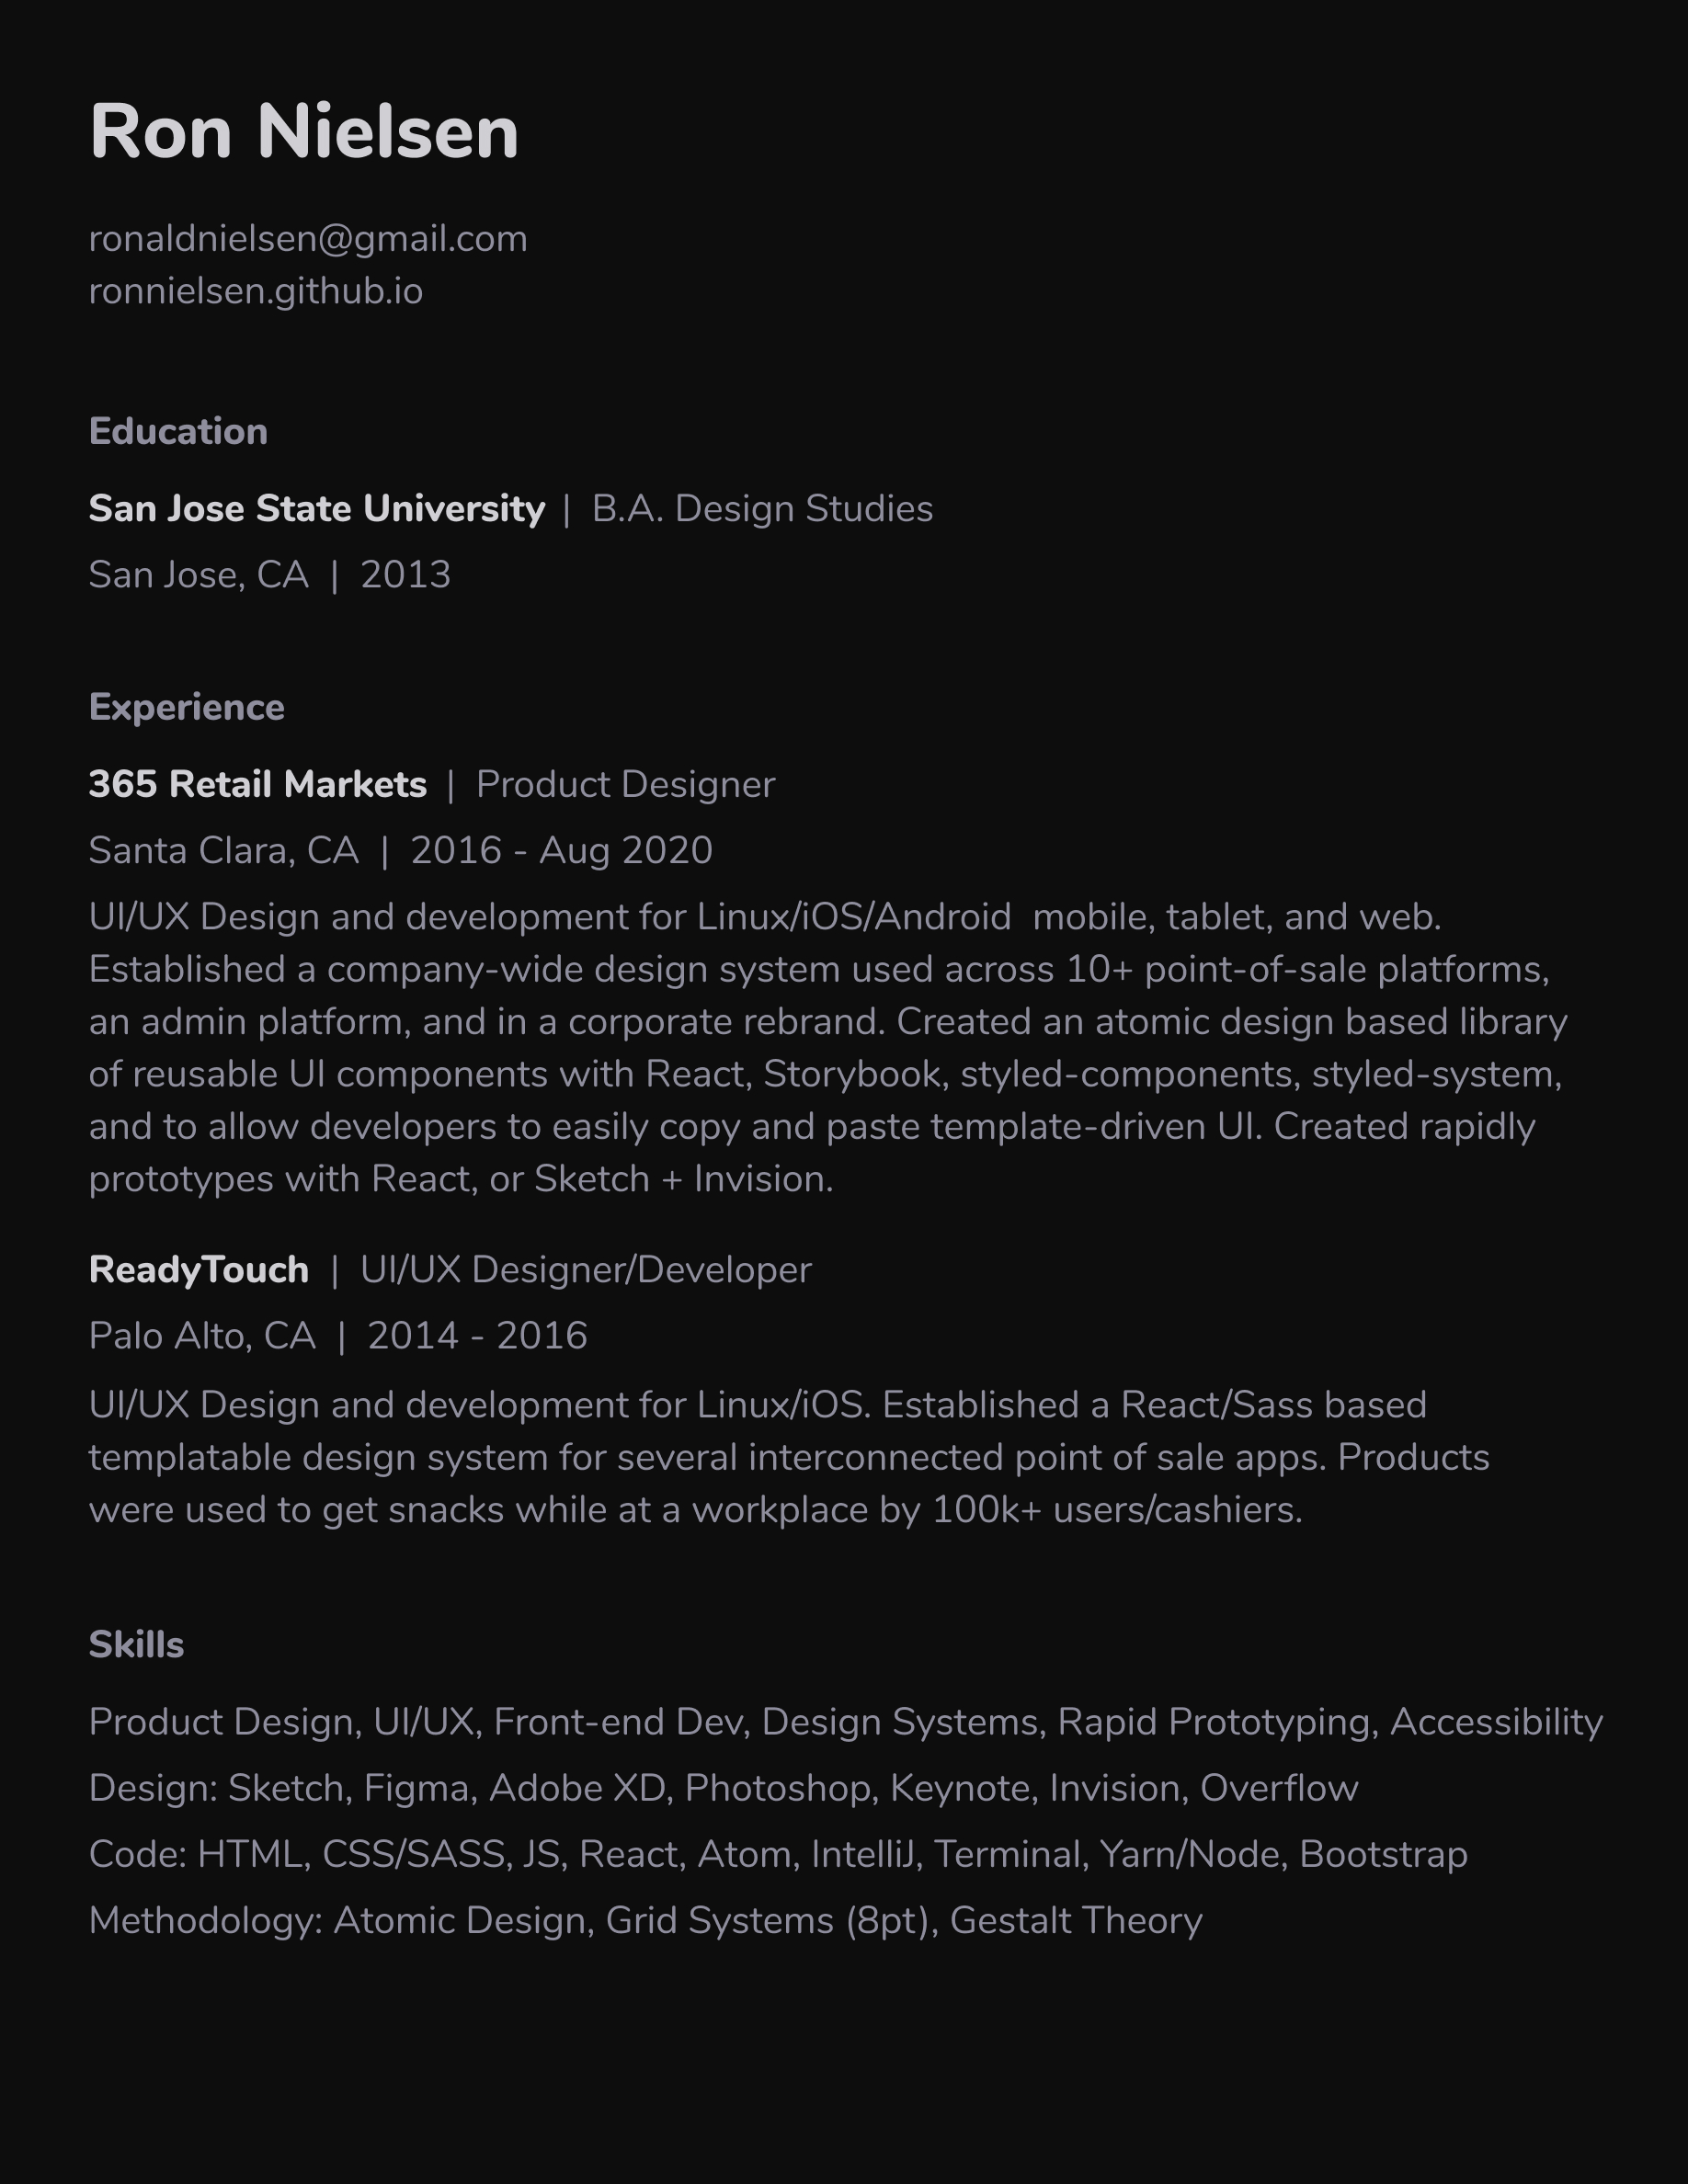 Ron Nielsen
ronaldnielsen@gmail.com
ronnielsen.github.io
Education
San Jose State University | B.A. Design Studies
San Jose, CA | 2013
Experience
365 Retail Markets | Product Designer
Santa Clara, CA | 2016 - Aug 2020
UI/UX Design and development for Linux/iOS/Android  mobile, tablet, and web.
Established a company-wide design system used across 10+ point-of-sale platforms,
an admin platform, and in a corporate rebrand. Created an atomic design based library
of reusable UI components with React, Storybook, styled-components, styled-system,
and to allow developers to easily copy and paste template-driven UI. Created rapidly
prototypes with React, or Sketch + Invision.
ReadyTouch | UI/UX Designer/Developer
Palo Alto, CA | 2014 - 2016
UI/UX Design and development for Linux/iOS. Established a React/Sass based
templatable design system for several interconnected point of sale apps. Products
were used to get snacks while at a workplace by 100k+ users/cashiers.
Skills
Product Design, UI/UX, Front-end Dev, Design Systems, Rapid Prototyping, Accessibility
Design: Sketch, Figma, Adobe XD, Photoshop, Keynote, Invision, Overflow
Code: HTML, CSS/SASS, JS, React, Atom, IntelliJ, Terminal, Yarn/Node, Bootstrap
Methodology: Atomic Design, Grid Systems (8pt), Gestalt Theory